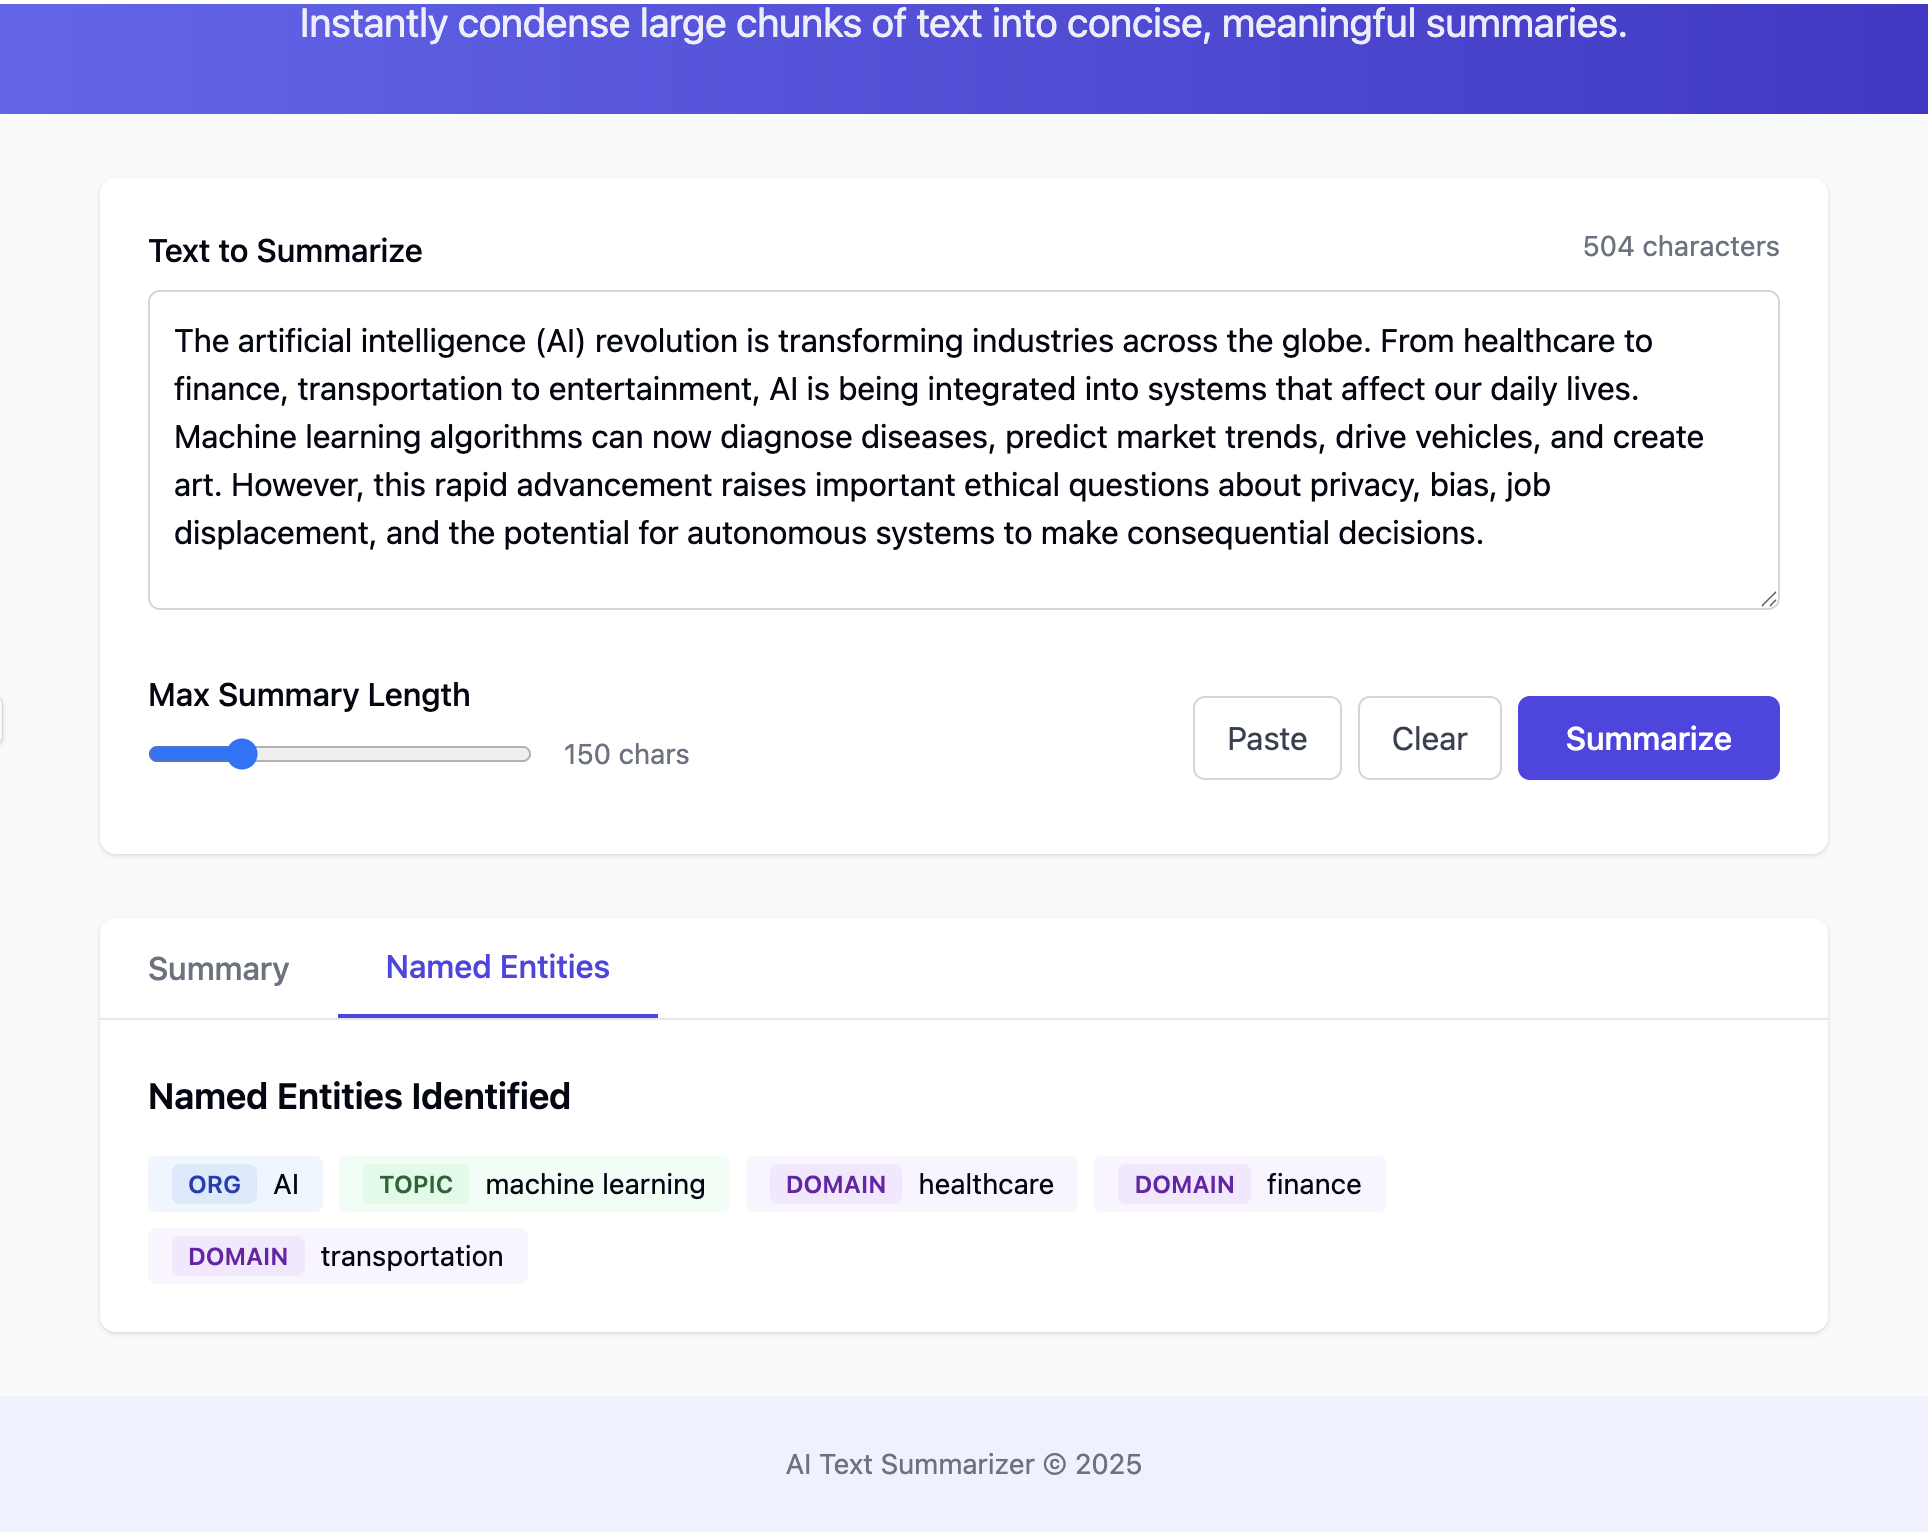 Instantly condense large chunks of text into concise, meaningful summaries.
Text to Summarize
504 characters
The artificial intelligence (AI) revolution is transforming industries across the globe. From healthcare to
finance, transportation to entertainment, AI is being integrated into systems that affect our daily lives.
Machine learning algorithms can now diagnose diseases, predict market trends, drive vehicles, and create
art. However, this rapid advancement raises important ethical questions about privacy, bias, job
displacement, and the potential for autonomous systems to make consequential decisions.
Max Summary Length
150 chars
Paste
Clear
Summarize
Summary
Named Entities
Named Entities Identified
ORG AI
TOPIC machine learning
DOMAIN healthcare
DOMAIN finance
DOMAIN transportation
AI Text Summarizer © 2025